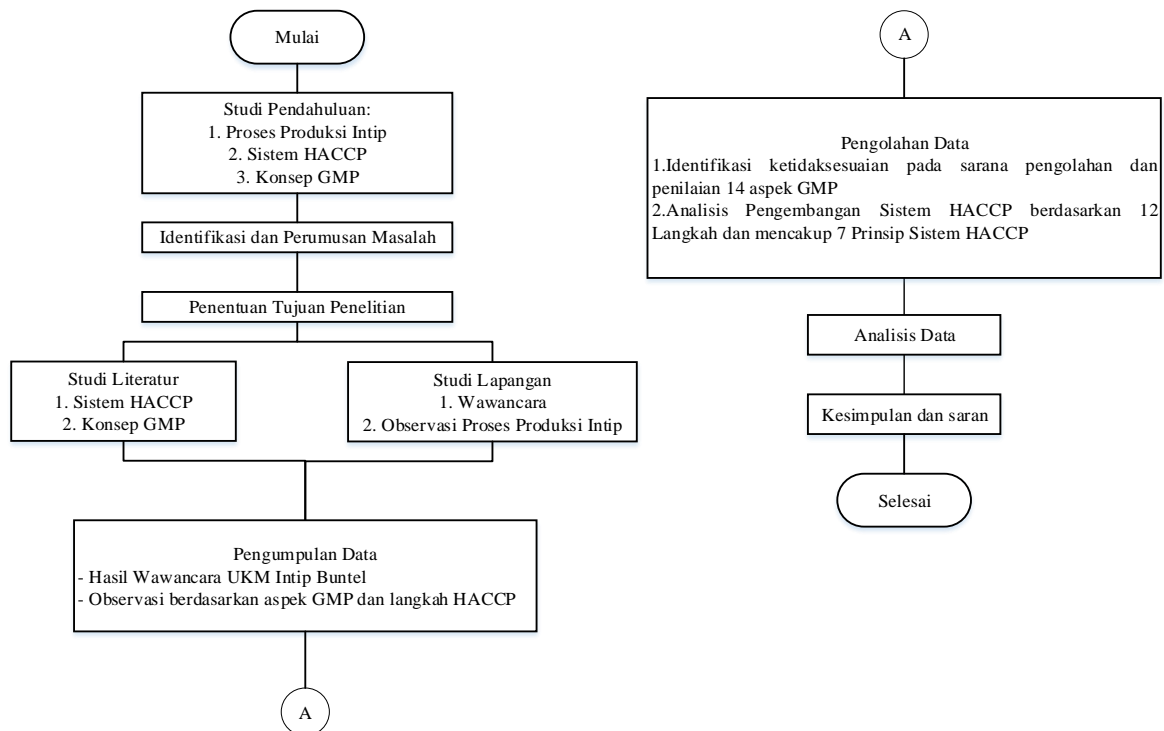 Mulai
Studi Pendahuluan:
1. Proses Produksi Intip
2. Sistem HACCP
3. Konsep GMP
Identifikasi dan Perumusan Masalah
Penentuan Tujuan Penelitian
Studi Literatur
1. Sistem HACCP
2. Konsep GMP
Studi Lapangan
1. Wawancara
2. Observasi Proses Produksi Intip
Pengumpulan Data
- Hasil Wawancara UKM Intip Buntel
- Observasi berdasarkan aspek GMP dan langkah HACCP
A
A
Pengolahan Data
1.Identifikasi ketidaksesuaian pada sarana pengolahan dan
penilaian 14 aspek GMP
2.Analisis Pengembangan Sistem HACCP berdasarkan 12
Langkah dan mencakup 7 Prinsip Sistem HACCP
Analisis Data
Kesimpulan dan saran
Selesai